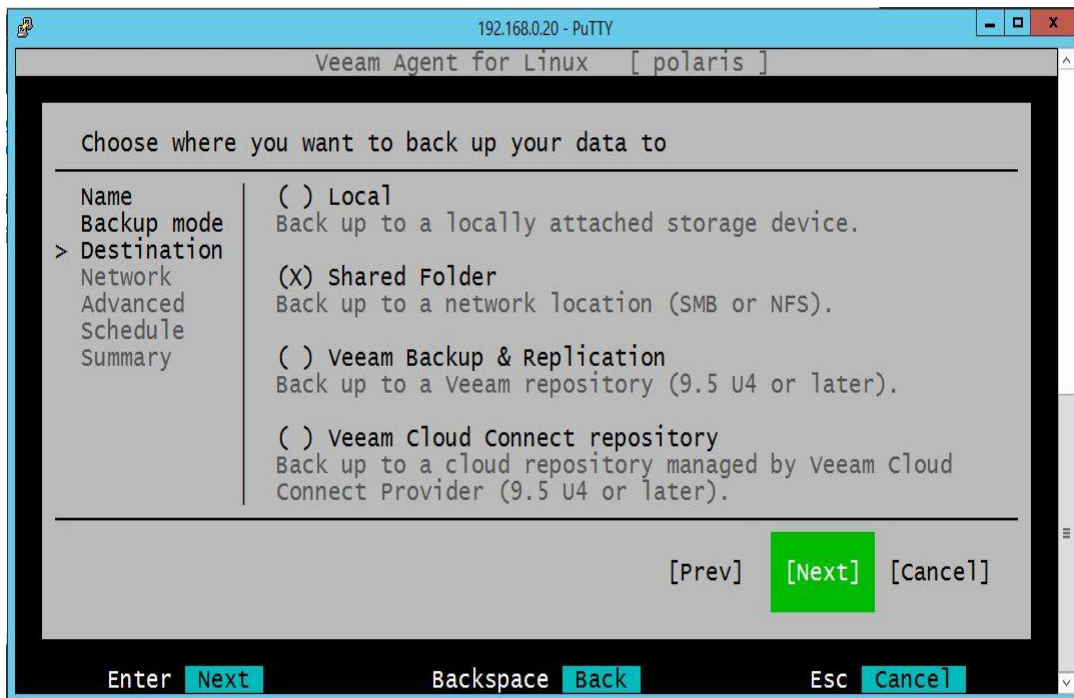 192.168.0.20 - PuTTY
Veeam Agent for Linux [ polaris ]
Choose where you want to back up your data to
Name
Backup mode
> Destination
Network
Advanced
Schedule
Summary
( ) Local
Back up to a locally attached storage device.
(X) Shared Folder
Back up to a network location (SMB or NFS).
( ) Veeam Backup & Replication
Back up to a Veeam repository (9.5 U4 or later).
( ) Veeam Cloud Connect repository
Back up to a cloud repository managed by Veeam Cloud
Connect Provider (9.5 U4 or later).
[Prev] [Next] [Cancel]
Enter Next Backspace Back Esc Cancel